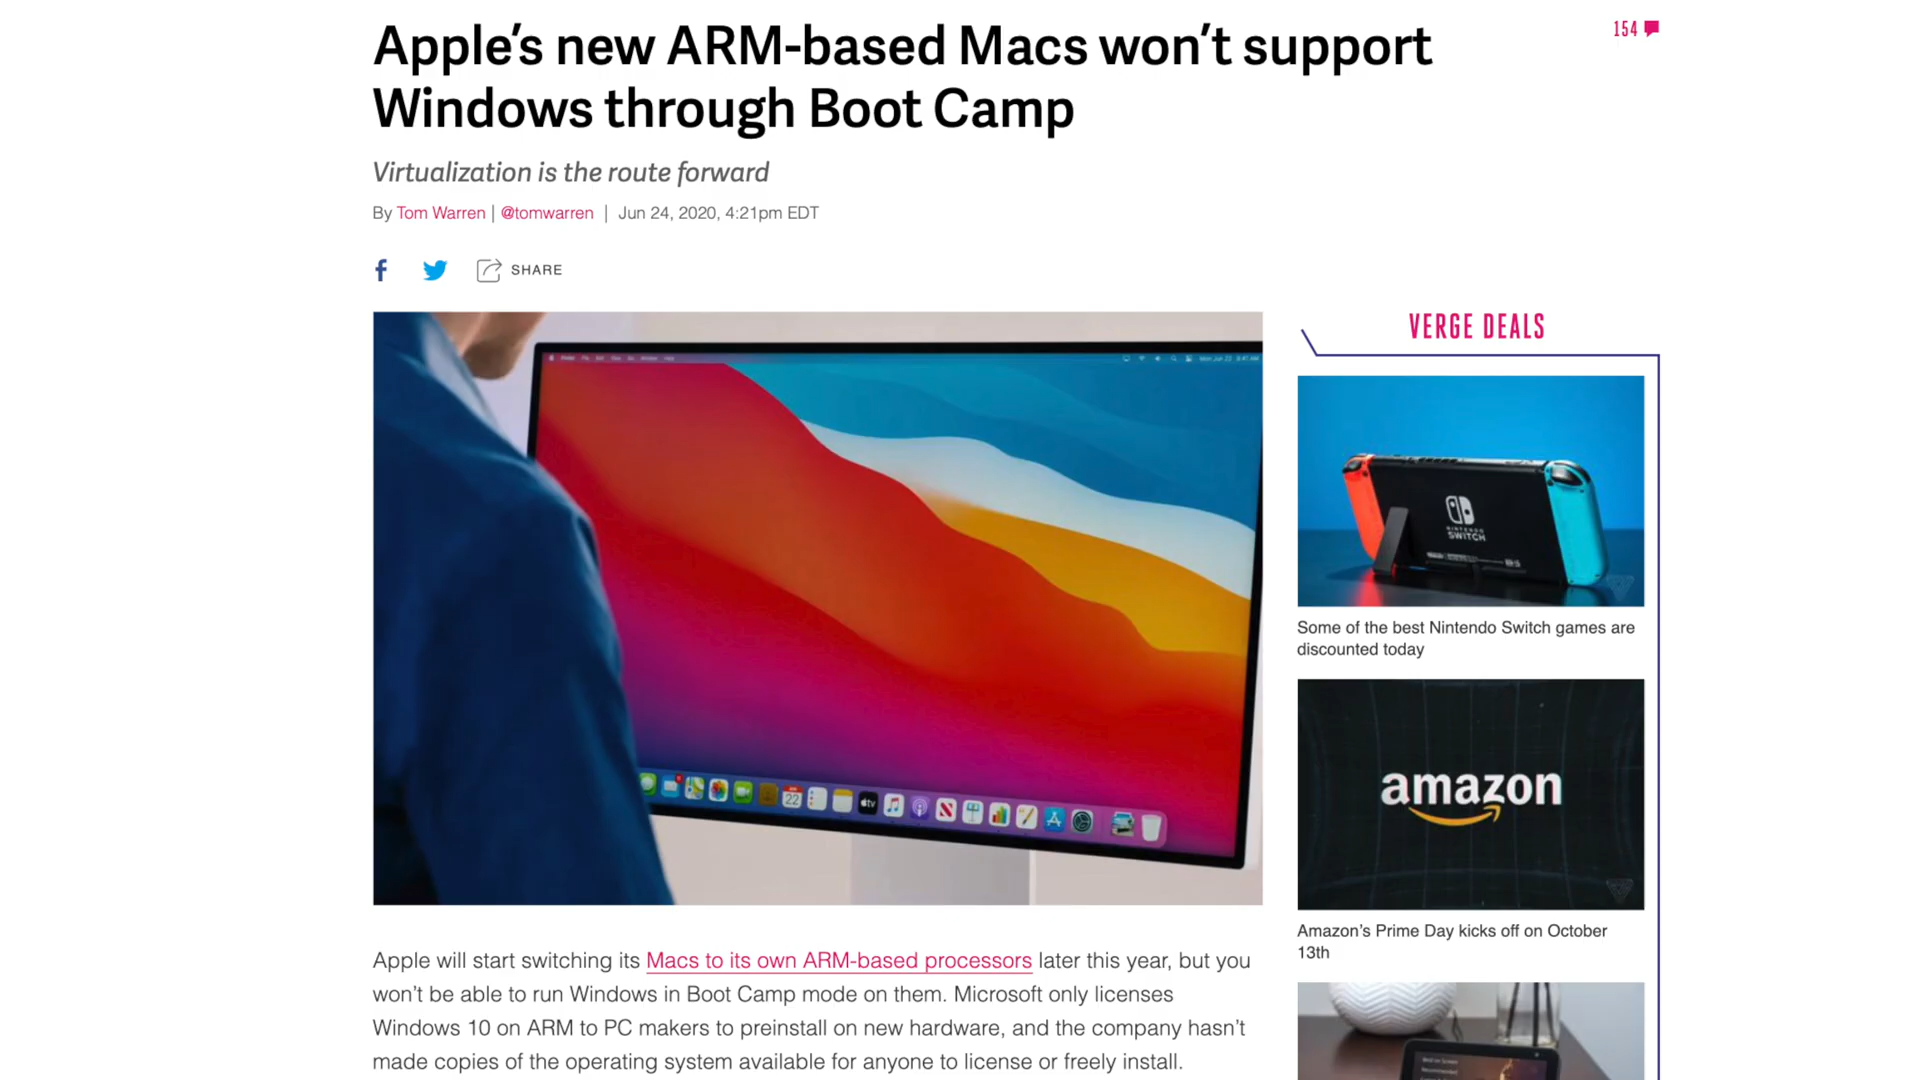 Apple's new ARM-based Macs won't support
Windows through Boot Camp
154
Virtualization is the route forward
By Tom Warren | @tomwarren | Jun 24, 2020, 4:21pm EDT
SHARE
VERGE DEALS
NINTENDO
SWITCH
Some of the best Nintendo Switch games are
discounted today
amazon
Amazon's Prime Day kicks off on October
13th
22
tv
Apple will start switching its Macs to its own ARM-based processors later this year, but you
won't be able to run Windows in Boot Camp mode on them. Microsoft only licenses
Windows 10 on ARM to PC makers to preinstall on new hardware, and the company hasn't
made copies of the operating system available for anyone to license or freely install.